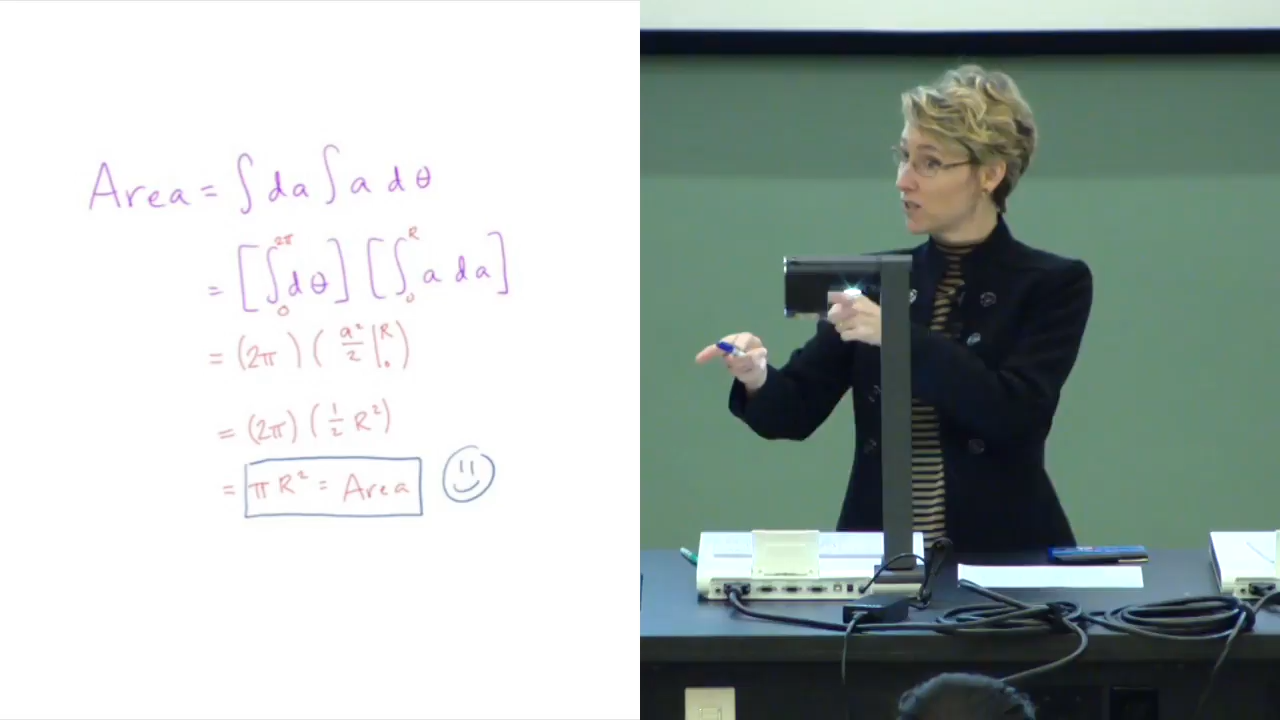 Area = ∫ da ∫ a dθ
= [∫₀^2π dθ] [∫₀^R a da]
= (2π) (a²/2 |₀^R)
= (2π) (1/2 R²)
= πR² = Area